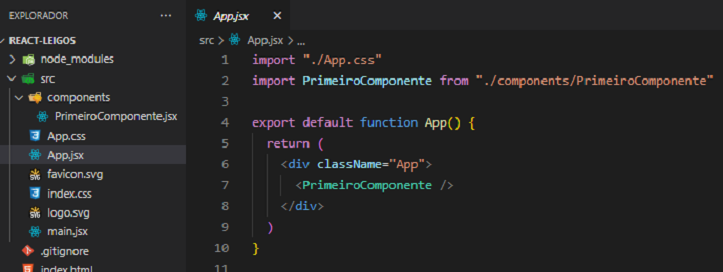 EXPLORADOR
REACT-LEIGOS
node_modules
src
components
PrimeiroComponente.jsx
App.css
App.jsx
favicon.svg
index.css
logo.svg
main.jsx
.gitignore
index.html
App.jsx
src > App.jsx > ...
1 import "./App.css"
2 import PrimeiroComponente from "./components/PrimeiroComponente"
3
4 export default function App() {
5 return (
6 <div className="App">
7 <PrimeiroComponente />
8 </div>
9 )
10 }
11